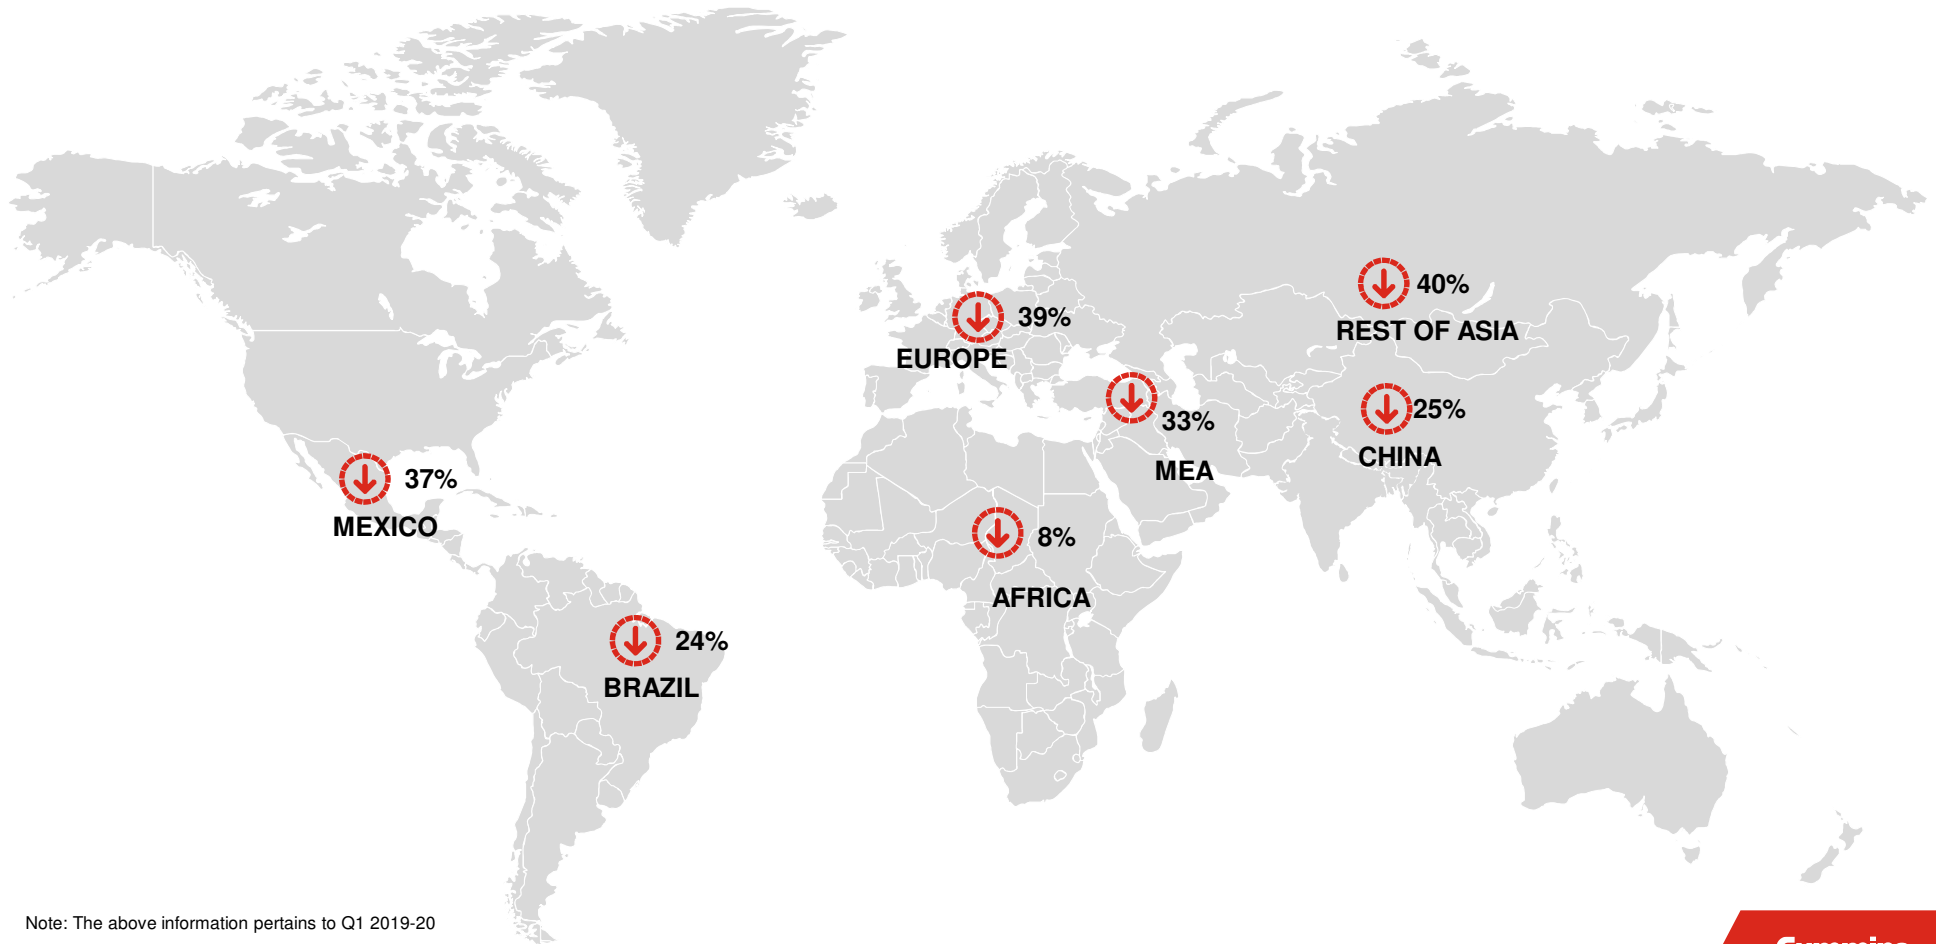 40%
REST OF ASIA
39%
EUROPE
33%
MEA
25%
CHINA
37%
MEXICO
8%
AFRICA
24%
BRAZIL
Note: The above information pertains to Q1 2019-20